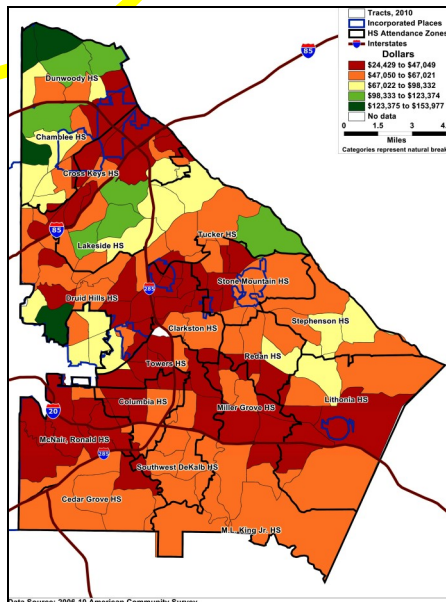 Tracts, 2010
Incorporated Places
HS Attendance Zones
Interstates
Dollars
$24,429 to $47,049
$47,050 to $67,021
$67,022 to $98,332
$98,333 to $123,374
$123,375 to $153,977
No data
0 1.5 3 4.
Miles
Categories represent natural break
85
Dunwoody HS
Chamblee HS
Cross Keys HS
85
Lakeside HS
Tucker HS
285
Stone Mountain HS
Druid Hills HS
Clarkston HS
Stephenson HS
Towers HS
Redan HS
Columbia HS
Miller Grove HS
Lithonia HS
20
McNair, Ronald HS
285
Southwest DeKalb HS
Cedar Grove HS
M.L. King Jr. HS
Data Source: 2006-10 American Community Survey